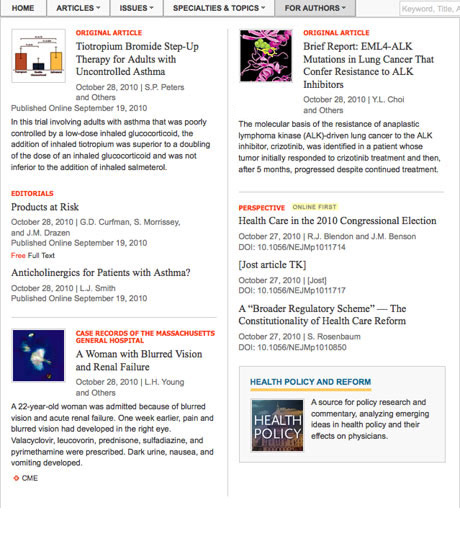 HOME
ARTICLES
ISSUES
SPECIALTIES & TOPICS
FOR AUTHORS
Keyword, Title, A
ORIGINAL ARTICLE
Tiotropium Bromide Step-Up
Therapy for Adults with
Uncontrolled Asthma
October 28, 2010 | S.P. Peters
and Others
Published Online September 19, 2010
In this trial involving adults with asthma that was poorly
controlled by a low-dose inhaled glucocorticoid, the
addition of inhaled tiotropium was superior to a doubling
of the dose of an inhaled glucocorticoid and was not
inferior to the addition of inhaled salmeterol.
EDITORIALS
Products at Risk
October 28, 2010 | G.D. Curfman, S. Morrissey,
and J.M. Drazen
Published Online September 19, 2010
Free Full Text
Anticholinergics for Patients with Asthma?
October 28, 2010 | L.J. Smith
Published Online September 19, 2010
CASE RECORDS OF THE MASSACHUSETTS
GENERAL HOSPITAL
A Woman with Blurred Vision
and Renal Failure
October 28, 2010 | L.H. Young
and Others
A 22-year-old woman was admitted because of blurred
vision and acute renal failure. One week earlier, pain and
blurred vision had developed in the right eye.
Valacyclovir, leucovorin, prednisone, sulfadiazine, and
pyrimethamine were prescribed. Dark urine, nausea, and
vomiting developed.
CME
ORIGINAL ARTICLE
Brief Report: EML4-ALK
Mutations in Lung Cancer That
Confer Resistance to ALK
Inhibitors
October 28, 2010 | Y.L. Choi
and Others
The molecular basis of the resistance of anaplastic
lymphoma kinase (ALK)-driven lung cancer to the ALK
inhibitor, crizotinib, was identified in a patient whose
tumor initially responded to crizotinib treatment and then,
after 5 months, progressed despite continued treatment.
PERSPECTIVE ONLINE FIRST
Health Care in the 2010 Congressional Election
October 27, 2010 | R.J. Blendon and J.M. Benson
DOI: 10.1056/NEJMp1011714
[Jost article TK]
October 27, 2010 | [Jost]
DOI: 10.1056/NEJMp1011717
A “Broader Regulatory Scheme” — The
Constitutionality of Health Care Reform
October 27, 2010 | S. Rosenbaum
DOI: 10.1056/NEJMp1010850
HEALTH POLICY AND REFORM
HEALTH
POLICY
A source for policy research and
commentary, analyzing emerging
ideas in health policy and their
effects on physicians.